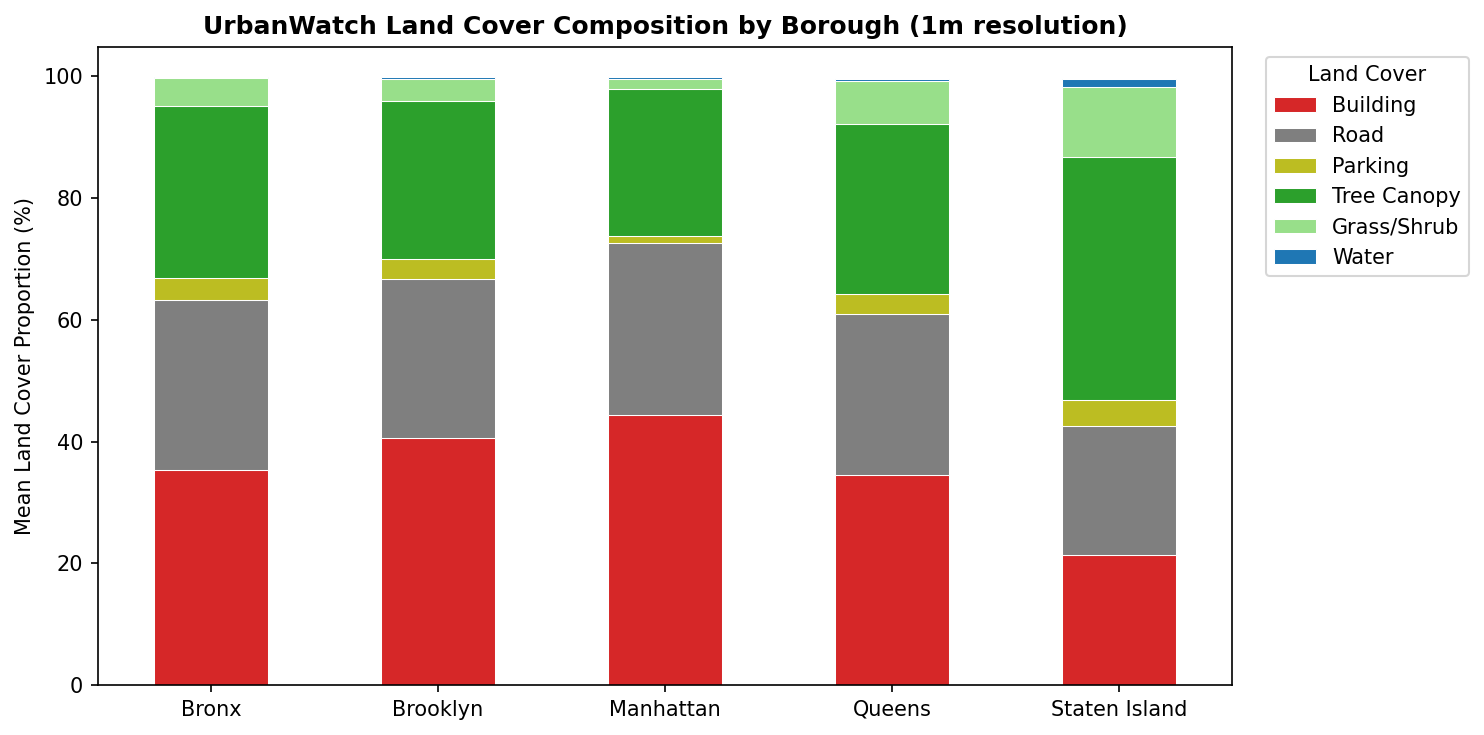 UrbanWatch Land Cover Composition by Borough (1m resolution)
Mean Land Cover Proportion (%)
100
80
60
40
20
0
Bronx
Brooklyn
Manhattan
Queens
Staten Island
Land Cover
Building
Road
Parking
Tree Canopy
Grass/Shrub
Water